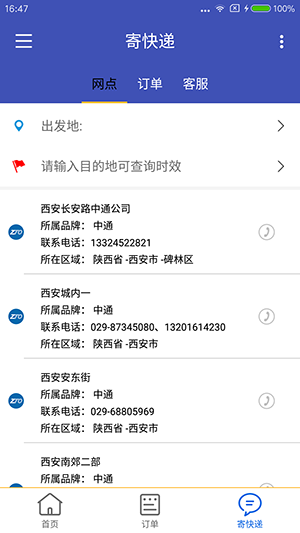 16:47
100%
寄快递
网点 订单 客服
出发地:
请输入目的地可查询时效
西安长安路中通公司
ZTO
所属品牌： 中通
联系电话：13324522821
所在区域： 陕西省 -西安市 -碑林区
西安城内一
ZTO
所属品牌： 中通
联系电话：029-87345080、13201614230
所在区域： 陕西省 -西安市
西安安东街
ZTO
所属品牌： 中通
联系电话：029-68805969
所在区域： 陕西省 -西安市
西安南郊二部
ZTO
所属品牌： 中通
首页 订单 寄快递